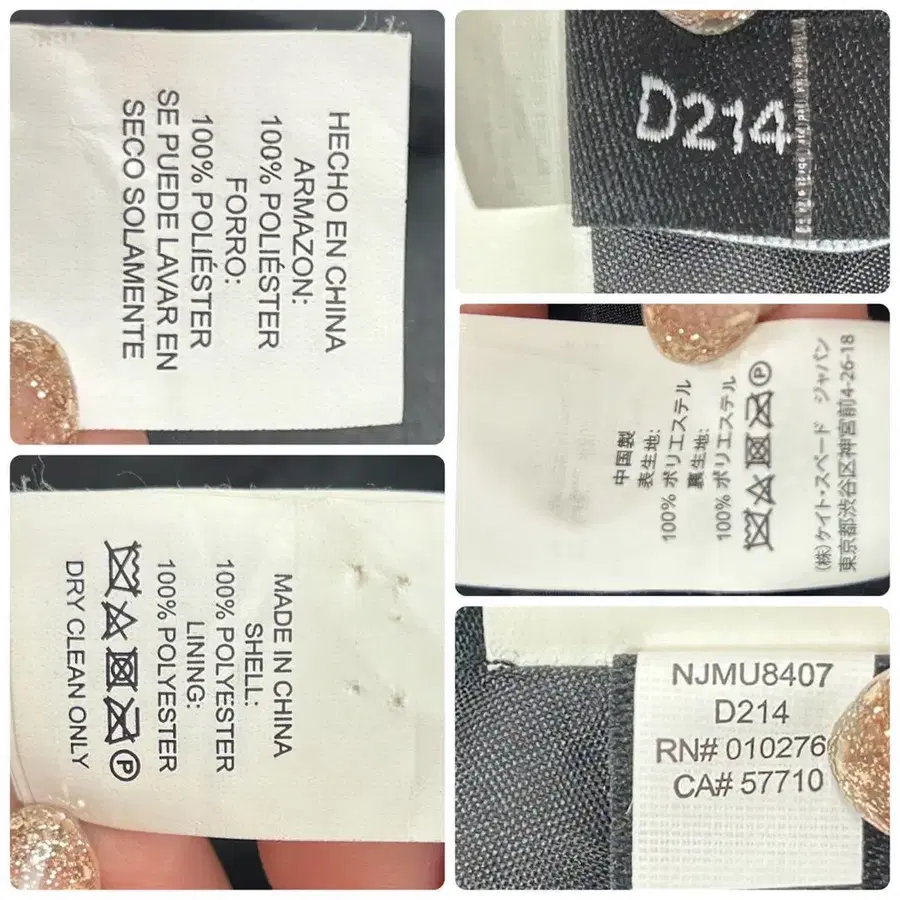 HECHO EN CHINA
ARMAZON:
100% POLIÉSTER
FORRO:
100% POLIÉSTER
SE PUEDE LAVAR EN
SECO SOLAMENTE
D214
中国製
表生地:
100% ポリエステル
裏生地:
100% ポリエステル
Ⓟ
(株)ケイト・スペード ジャパン
東京都渋谷区神宮前4-26-18
MADE IN CHINA
SHELL:
100% POLYESTER
LINING:
100% POLYESTER
Ⓟ
DRY CLEAN ONLY
NJMU8407
D214
RN# 010276
CA# 57710